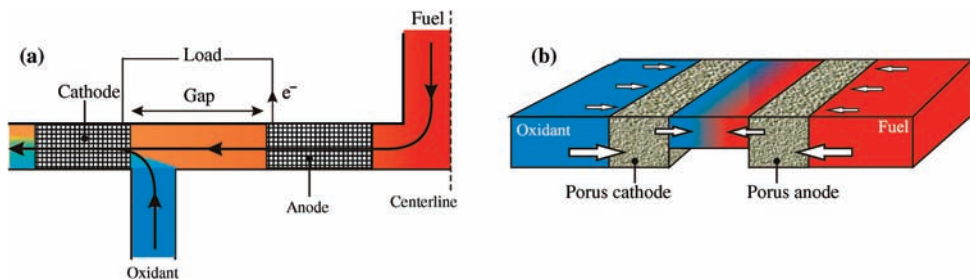 (a)
Fuel
Load
Cathode
Gap
e⁻
Anode
Centerline
Oxidant
(b)
Oxidant
Fuel
Porus cathode
Porus anode